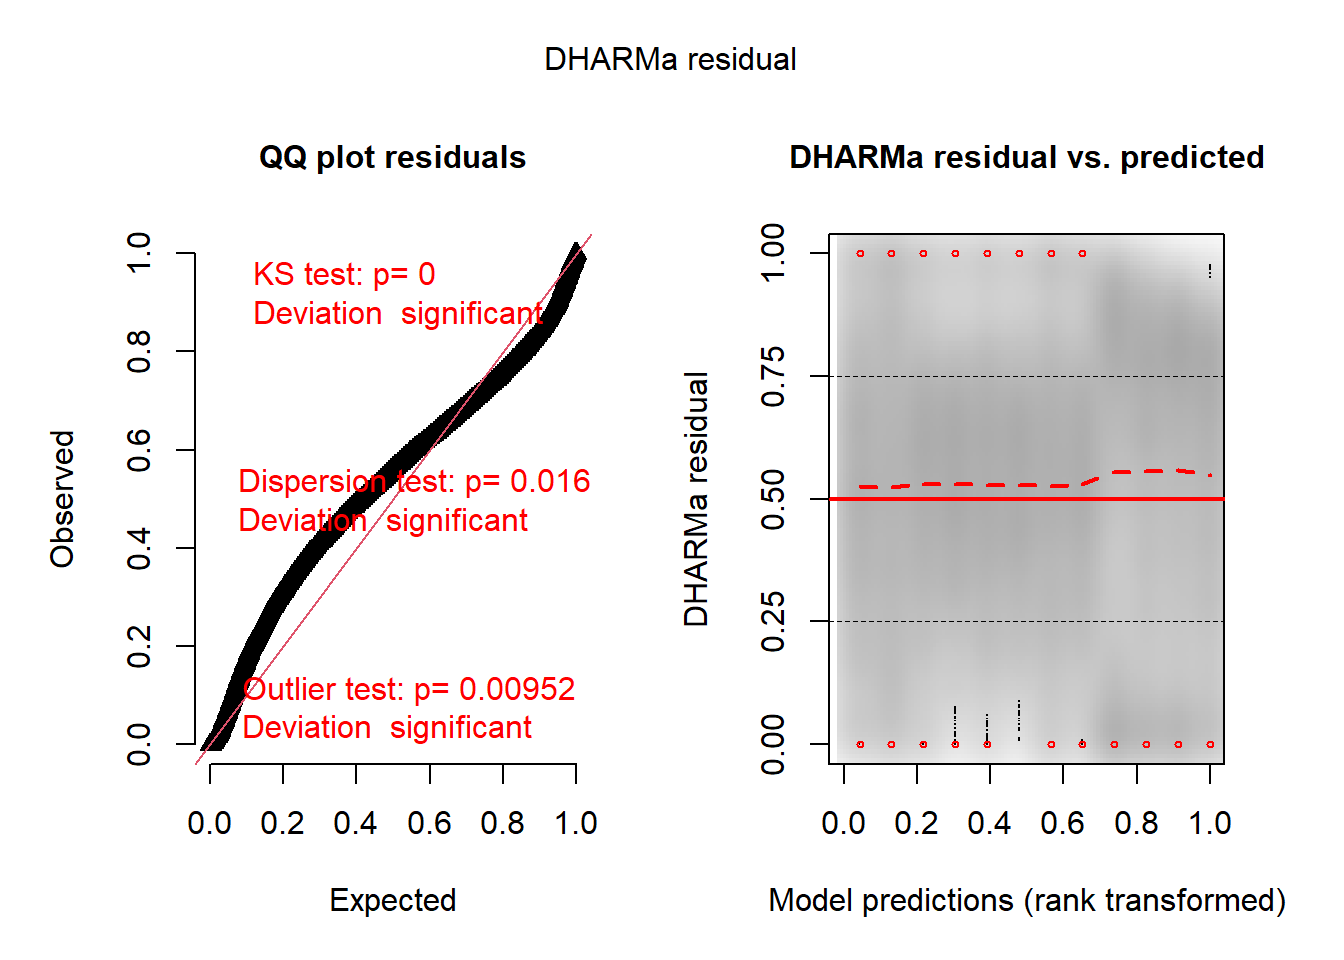 DHARMa residual
QQ plot residuals
KS test: p= 0
Deviation  significant
Dispersion test: p= 0.016
Deviation  significant
Outlier test: p= 0.00952
Deviation  significant
Observed
0.0 0.2 0.4 0.6 0.8 1.0
0.0 0.2 0.4 0.6 0.8 1.0
Expected
DHARMa residual vs. predicted
DHARMa residual
0.00 0.25 0.50 0.75 1.00
0.0 0.2 0.4 0.6 0.8 1.0
Model predictions (rank transformed)